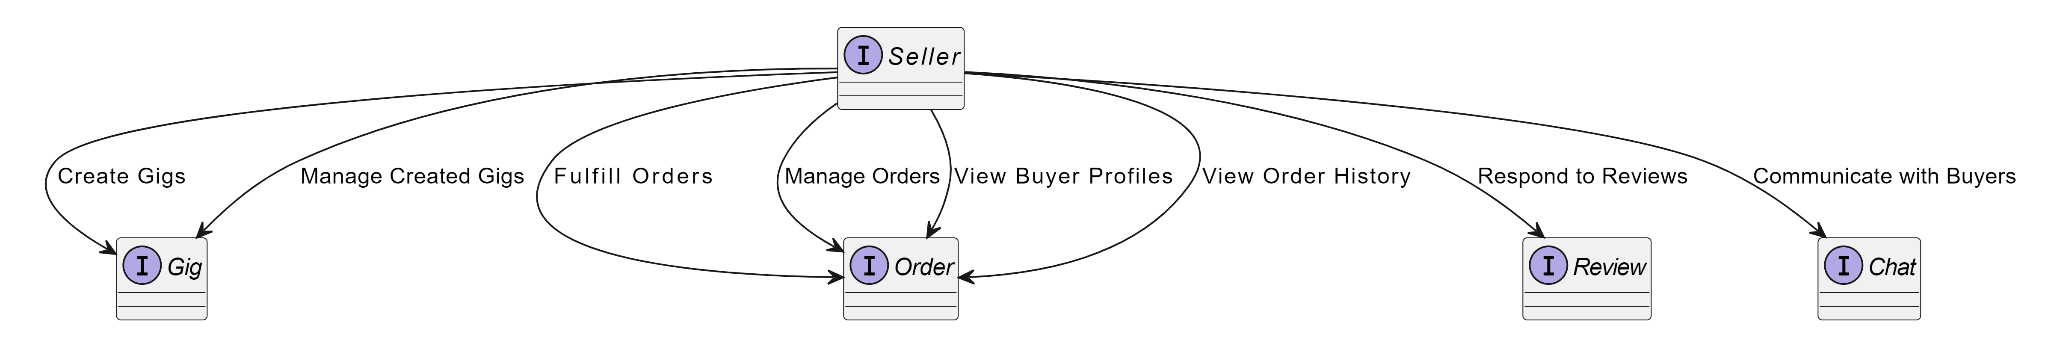 I Seller
Create Gigs
Manage Created Gigs
Fulfill Orders
Manage Orders
View Buyer Profiles
View Order History
Respond to Reviews
Communicate with Buyers
I Gig
I Order
I Review
I Chat